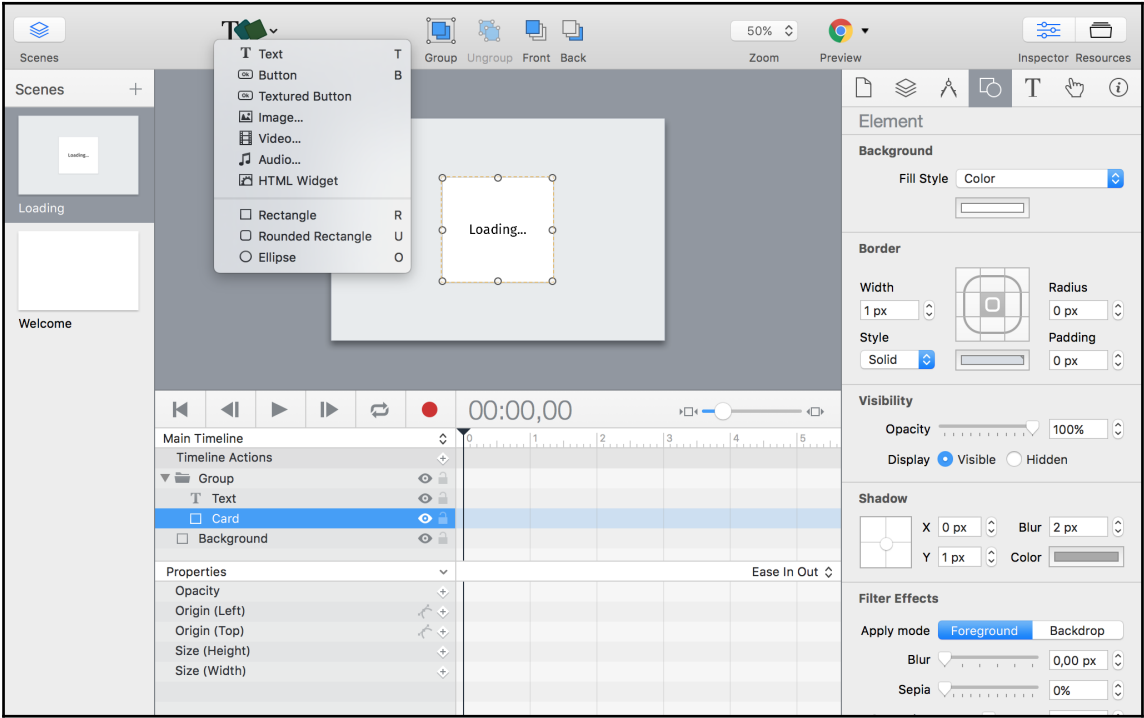 T
50%
Scenes
Group
Ungroup
Front
Back
Zoom
Preview
Inspector
Resources
T Text T
Ok Button B
Ok Textured Button
Image...
Video...
Audio...
HTML Widget
Rectangle R
Rounded Rectangle U
Ellipse O
Scenes
Loading...
Loading
Welcome
Loading...
00:00,00
Main Timeline
0 1 2 3 4 5
Timeline Actions
Group
T Text
Card
Background
Properties
Ease In Out
Opacity
Origin (Left)
Origin (Top)
Size (Height)
Size (Width)
T
Element
Background
Fill Style Color
Border
Width
Radius
1 px
0 px
Style
Padding
Solid
0 px
Visibility
Opacity 100%
Display Visible Hidden
Shadow
X 0 px Blur 2 px
Y 1 px Color
Filter Effects
Apply mode Foreground Backdrop
Blur 0,00 px
Sepia 0%